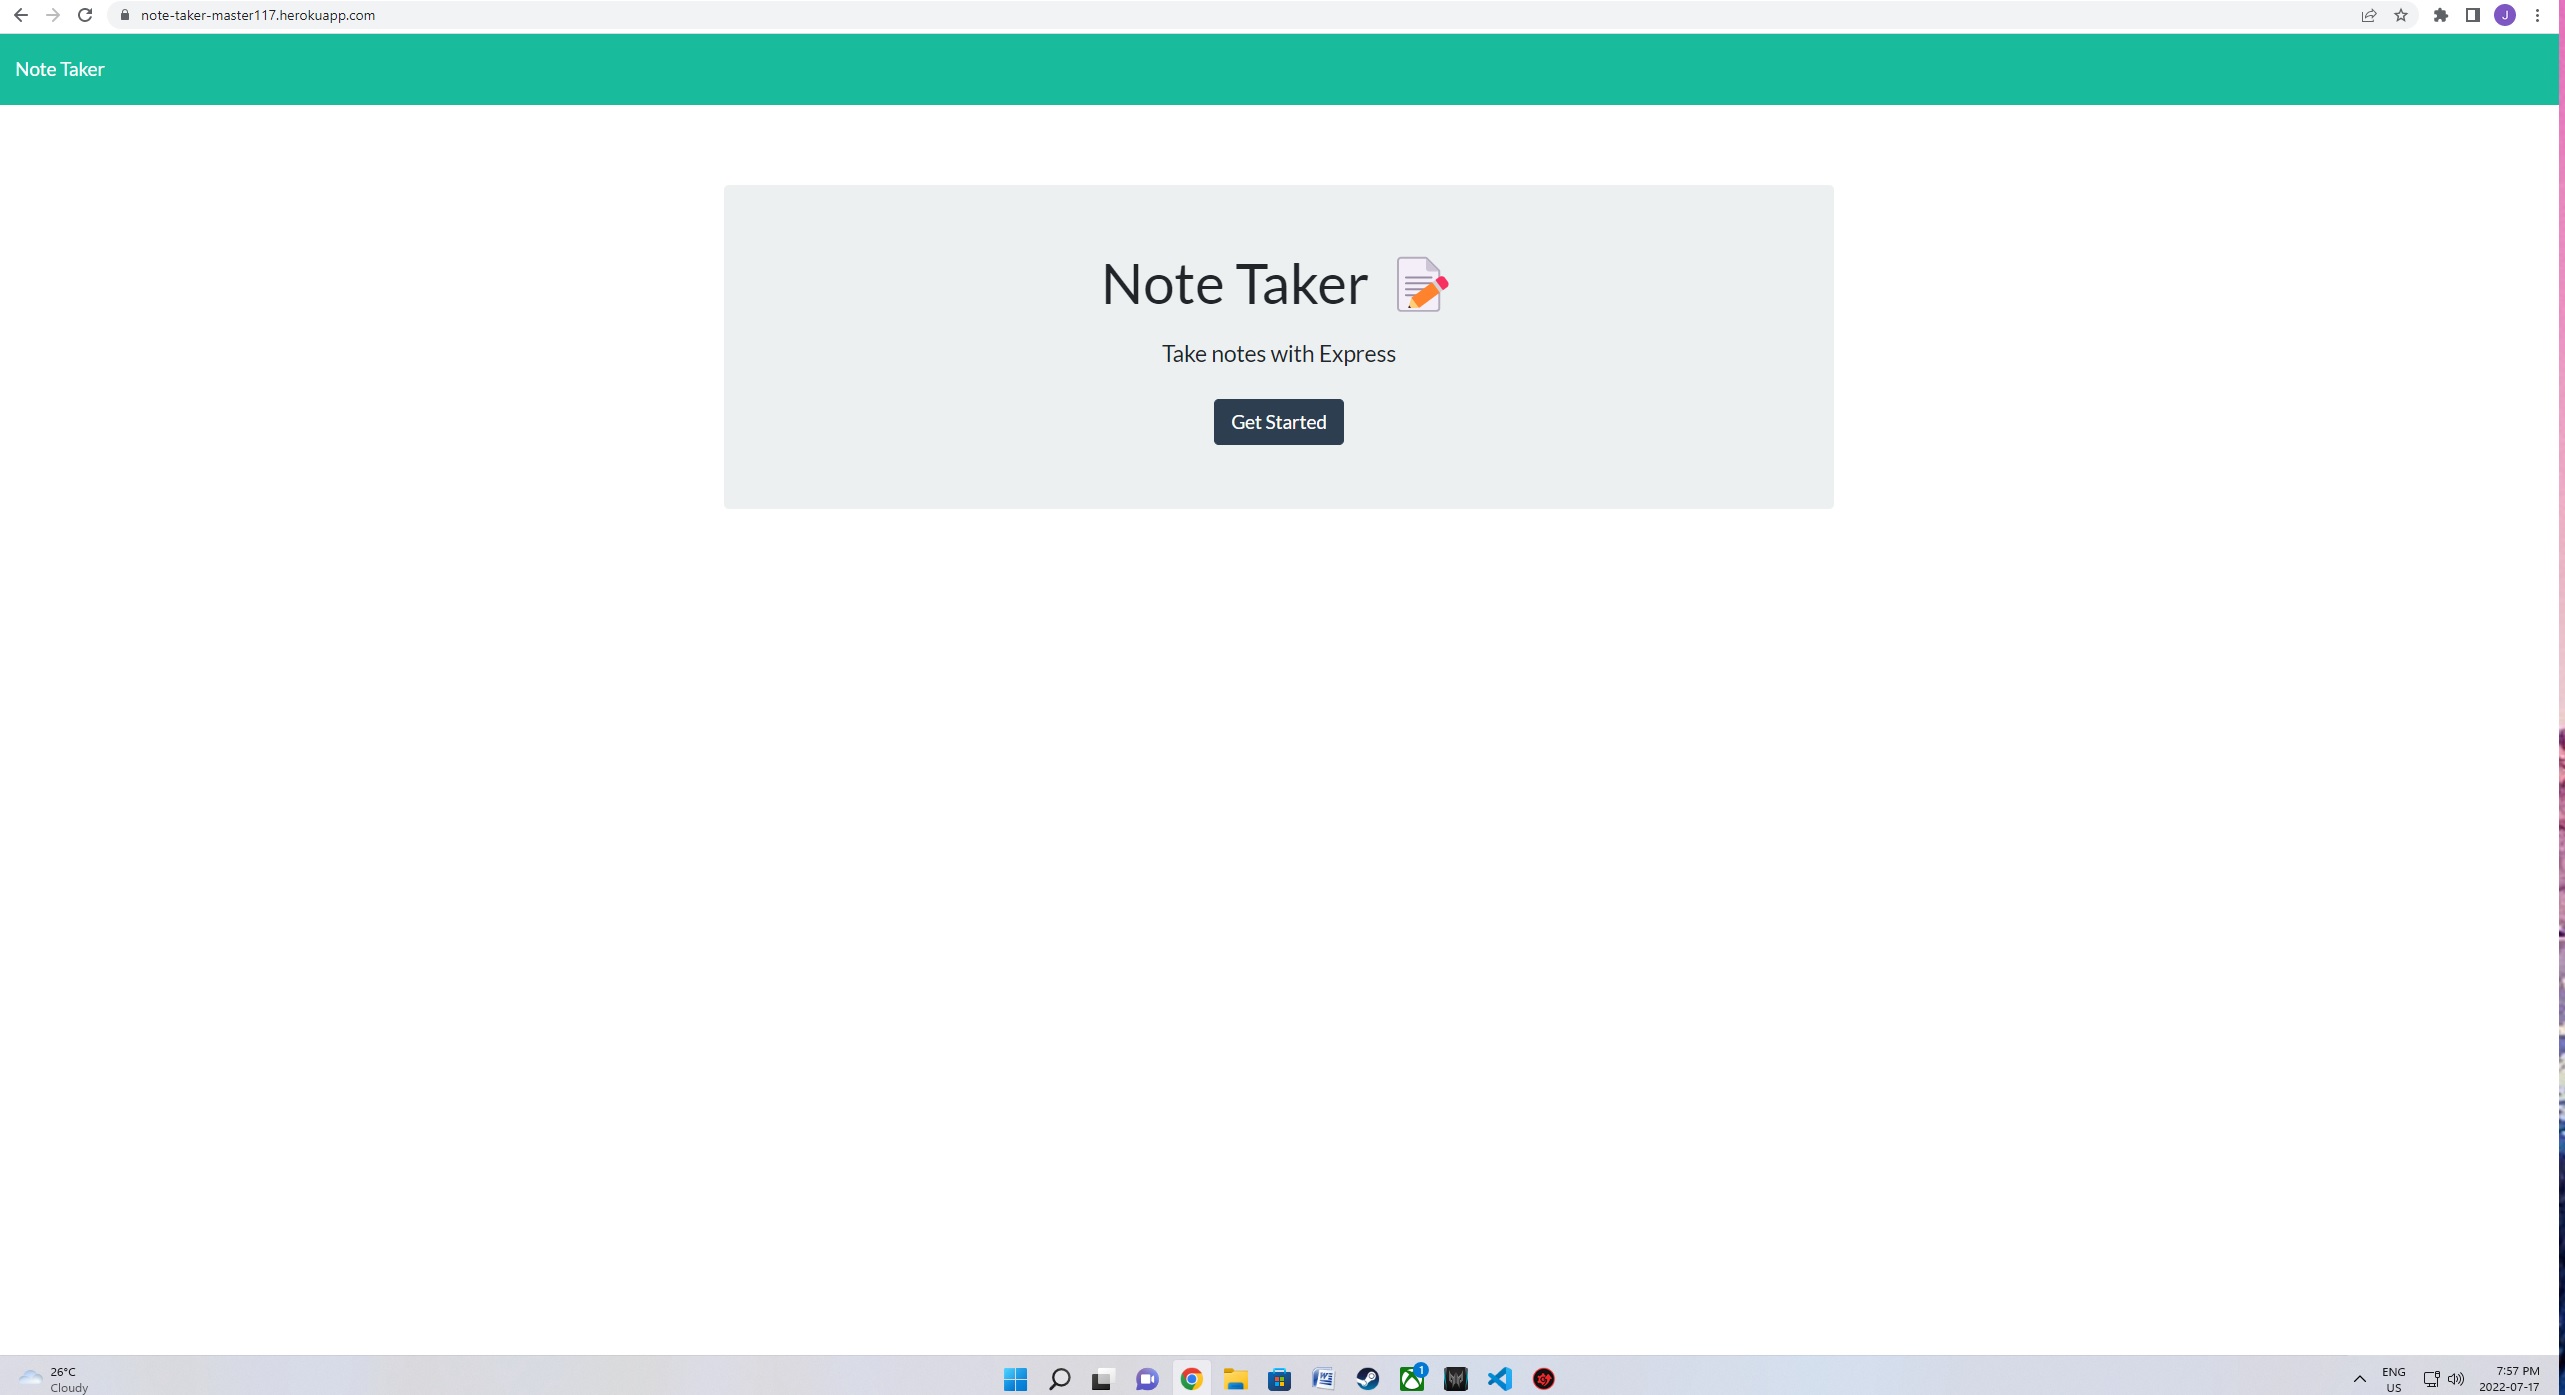 note-taker-master117.herokuapp.com
J
Note Taker
Note Taker
Take notes with Express
Get Started
26°C
Cloudy
1
ENG
US
7:57 PM
2022-07-17